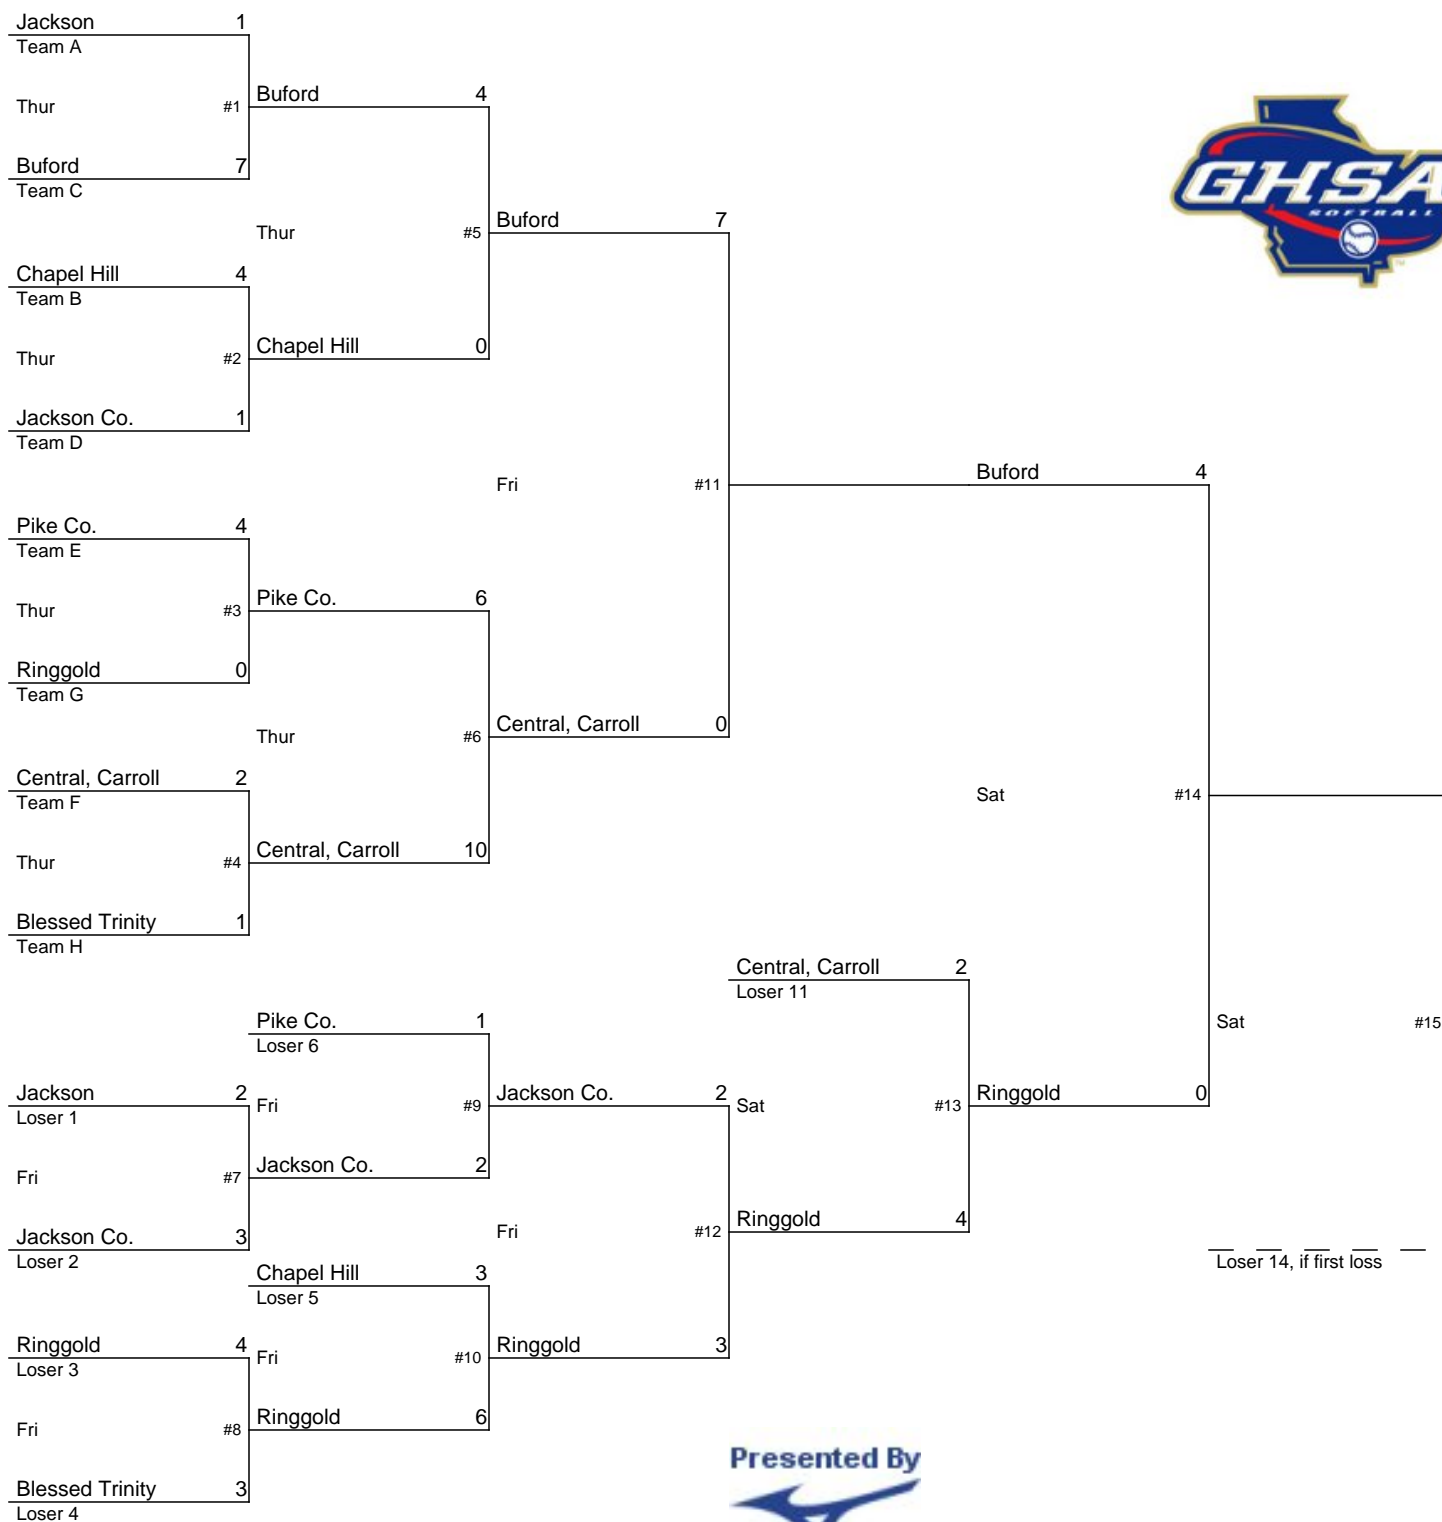 Jackson 1
Team A
Thur #1
Buford 4
Buford 7
Team C
Thur #5
Buford 7
Chapel Hill 4
Team B
Thur #2
Chapel Hill 0
Jackson Co. 1
Team D
GHSA
SOFTBALL
TM
Fri #11
Buford 4
Pike Co. 4
Team E
Thur #3
Pike Co. 6
Ringgold 0
Team G
Thur #6
Central, Carroll 0
Central, Carroll 2
Team F
Thur #4
Central, Carroll 10
Blessed Trinity 1
Team H
Sat #14
Central, Carroll 2
Loser 11
Pike Co. 1
Loser 6
Sat #15
Jackson 2
Loser 1
Fri #9
Jackson Co. 2
Sat #13
Ringgold 0
Fri #7
Jackson Co. 2
Jackson Co. 3
Loser 2
Fri #12
Ringgold 4
Loser 14, if first loss
Chapel Hill 3
Loser 5
Ringgold 4
Loser 3
Fri #10
Ringgold 3
Fri #8
Ringgold 6
Blessed Trinity 3
Loser 4
Presented By